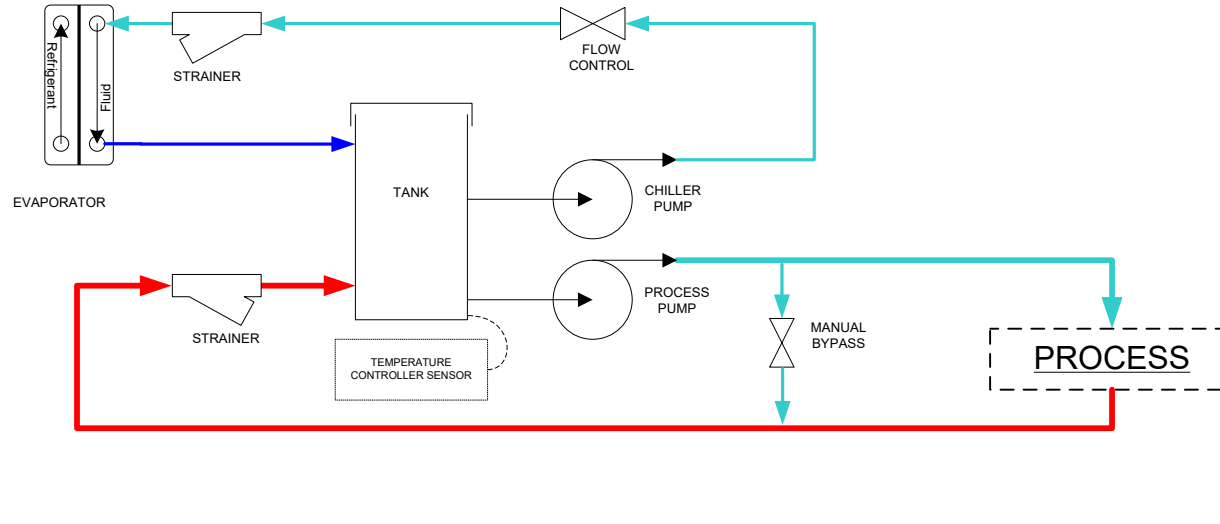 Refrigerant
Fluid
STRAINER
FLOW
CONTROL
EVAPORATOR
TANK
CHILLER
PUMP
PROCESS
PUMP
MANUAL
BYPASS
STRAINER
TEMPERATURE
CONTROLLER SENSOR
PROCESS